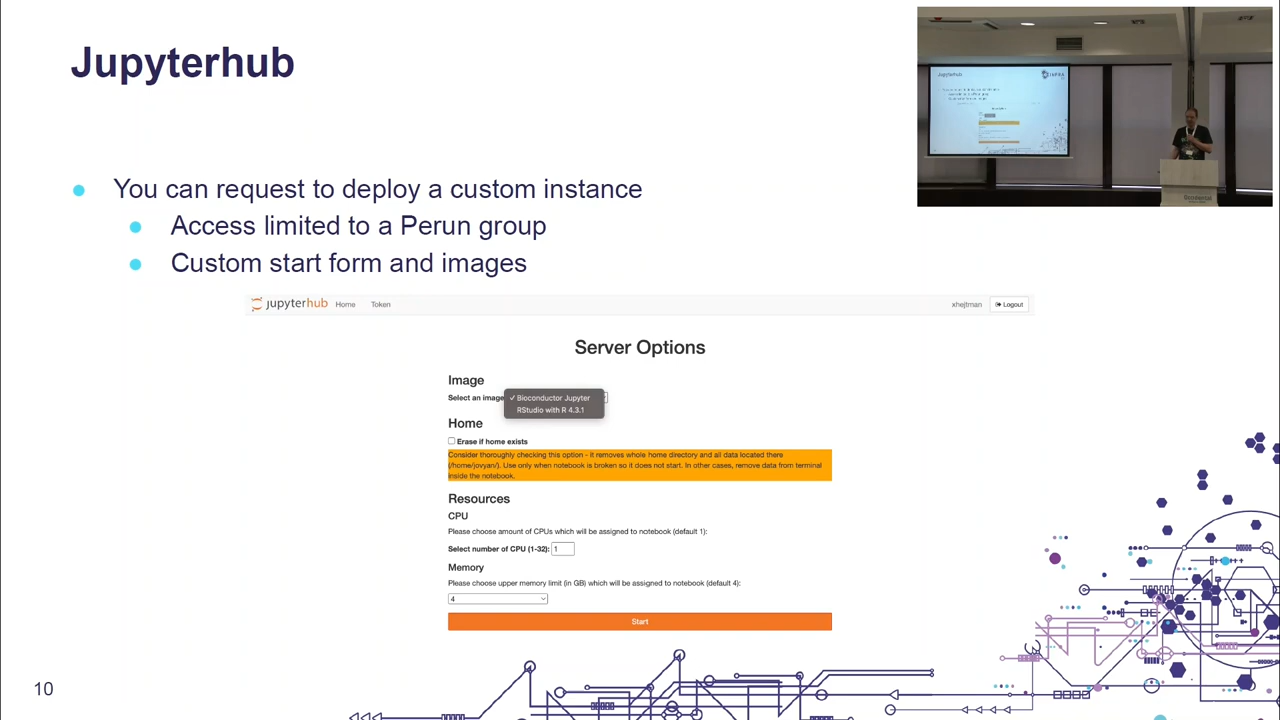 Jupyterhub
You can request to deploy a custom instance
Access limited to a Perun group
Custom start form and images
jupyterhub Home Token xhejtman Logout
Server Options
Image
Select an image ✓ Bioconductor Jupyter
RStudio with R 4.3.1
Home
Erase if home exists
Consider thoroughly checking this option - it removes whole home directory and all data located there
(/home/jovyan/). Use only when notebook is broken so it does not start. In other cases, remove data from terminal
inside the notebook.
Resources
CPU
Please choose amount of CPUs which will be assigned to notebook (default 1):
Select number of CPU (1-32): 1
Memory
Please choose upper memory limit (in GB) which will be assigned to notebook (default 4):
4
Start
10
Jupyterhub
INFRA